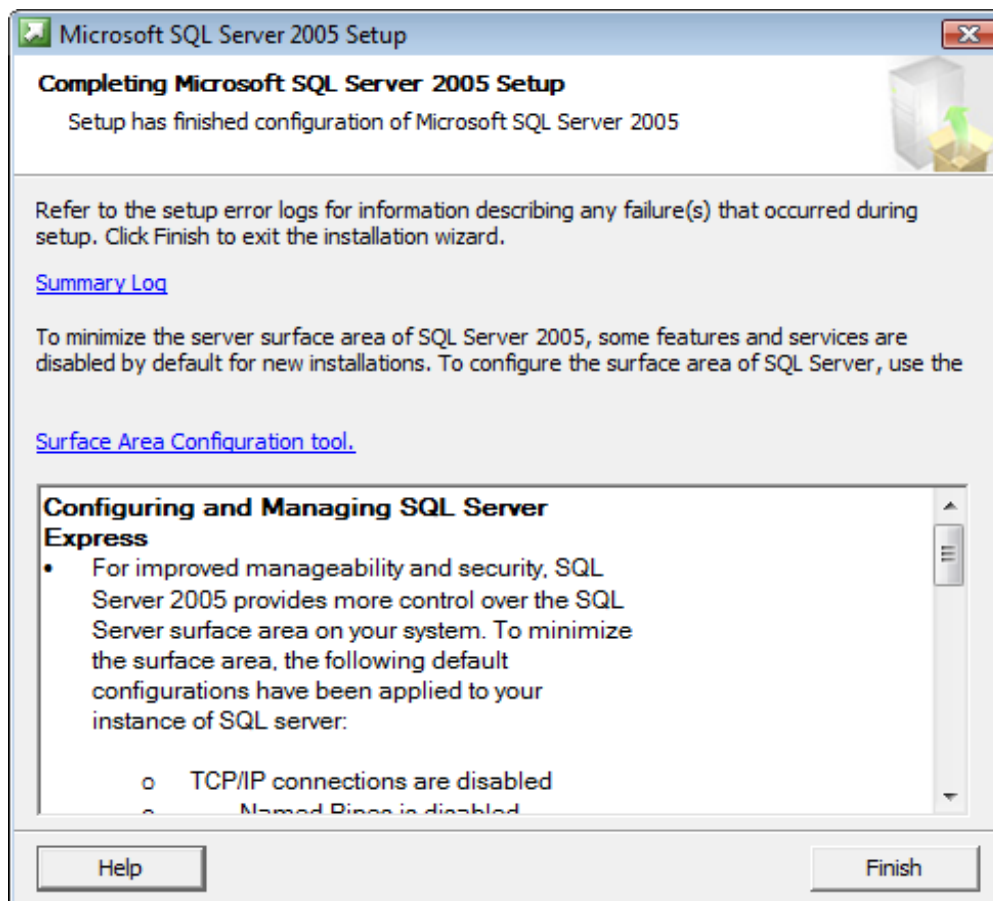 Microsoft SQL Server 2005 Setup
Completing Microsoft SQL Server 2005 Setup
Setup has finished configuration of Microsoft SQL Server 2005
Refer to the setup error logs for information describing any failure(s) that occurred during
setup. Click Finish to exit the installation wizard.
Summary Log
To minimize the server surface area of SQL Server 2005, some features and services are
disabled by default for new installations. To configure the surface area of SQL Server, use the
Surface Area Configuration tool.
Configuring and Managing SQL Server
Express
• For improved manageability and security, SQL
Server 2005 provides more control over the SQL
Server surface area on your system. To minimize
the surface area, the following default
configurations have been applied to your
instance of SQL server:
o TCP/IP connections are disabled
o Named Pipes is disabled
Help
Finish